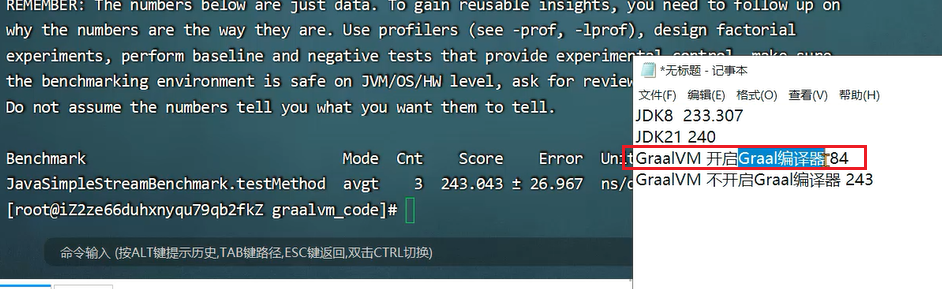 REMEMBER: The numbers below are just data. To gain reusable insights, you need to follow up on
why the numbers are the way they are. Use profilers (see -prof, -lprof), design factorial
experiments, perform baseline and negative tests that provide experimental control, make sure
the benchmarking environment is safe on JVM/OS/HW level, ask for
Do not assume the numbers tell you what you want them to tell.
Benchmark Mode Cnt Score Error
JavaSimpleStreamBenchmark.testMethod avgt 3 243.043 ± 26.967
[root@iZ2ze66duhxnyqu79qb2fkZ graalvm_code]#
命令输入 (按ALT键提示历史,TAB键路径,ESC键返回,双击CTRL切换)
*无标题 - 记事本
文件(F) 编辑(E) 格式(O) 查看(V) 帮助(H)
JDK8 233.307
JDK21 240
GraalVM 开启Graal编译器 84
GraalVM 不开启Graal编译器 243